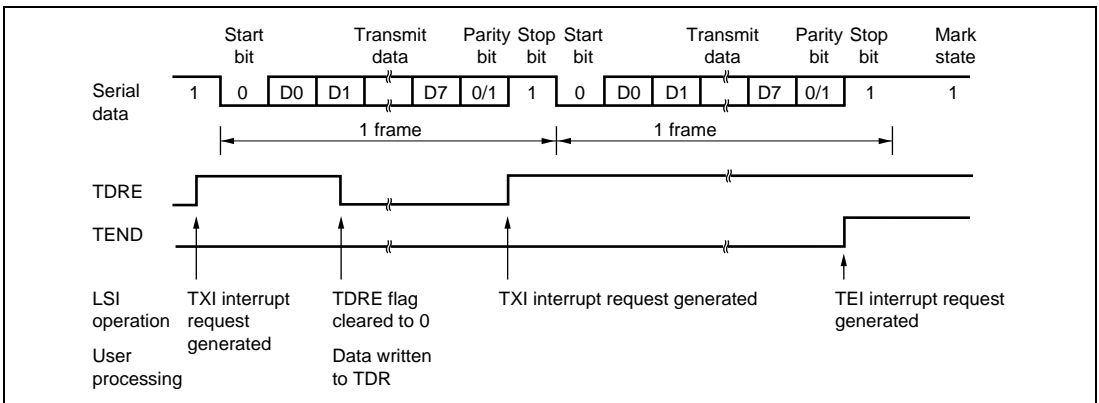 Start bit
Transmit data
Parity bit
Stop bit
Start bit
Transmit data
Parity bit
Stop bit
Mark state
Serial data
1 0 D0 D1 D7 0/1 1 0 D0 D1 D7 0/1 1 1
1 frame
1 frame
TDRE
TEND
LSI operation
TXI interrupt request generated
TDRE flag cleared to 0
TXI interrupt request generated
TEI interrupt request generated
User processing
Data written to TDR